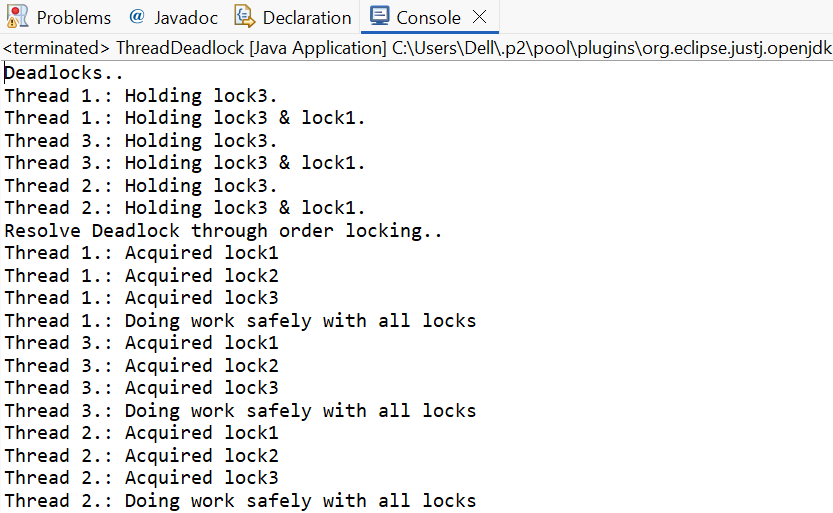 Problems @ Javadoc Declaration Console
<terminated> ThreadDeadlock [Java Application] C:\Users\Dell\.p2\pool\plugins\org.eclipse.justj.openjdk
Deadlocks..
Thread 1.: Holding lock3.
Thread 1.: Holding lock3 & lock1.
Thread 3.: Holding lock3.
Thread 3.: Holding lock3 & lock1.
Thread 2.: Holding lock3.
Thread 2.: Holding lock3 & lock1.
Resolve Deadlock through order locking..
Thread 1.: Acquired lock1
Thread 1.: Acquired lock2
Thread 1.: Acquired lock3
Thread 1.: Doing work safely with all locks
Thread 3.: Acquired lock1
Thread 3.: Acquired lock2
Thread 3.: Acquired lock3
Thread 3.: Doing work safely with all locks
Thread 2.: Acquired lock1
Thread 2.: Acquired lock2
Thread 2.: Acquired lock3
Thread 2.: Doing work safely with all locks